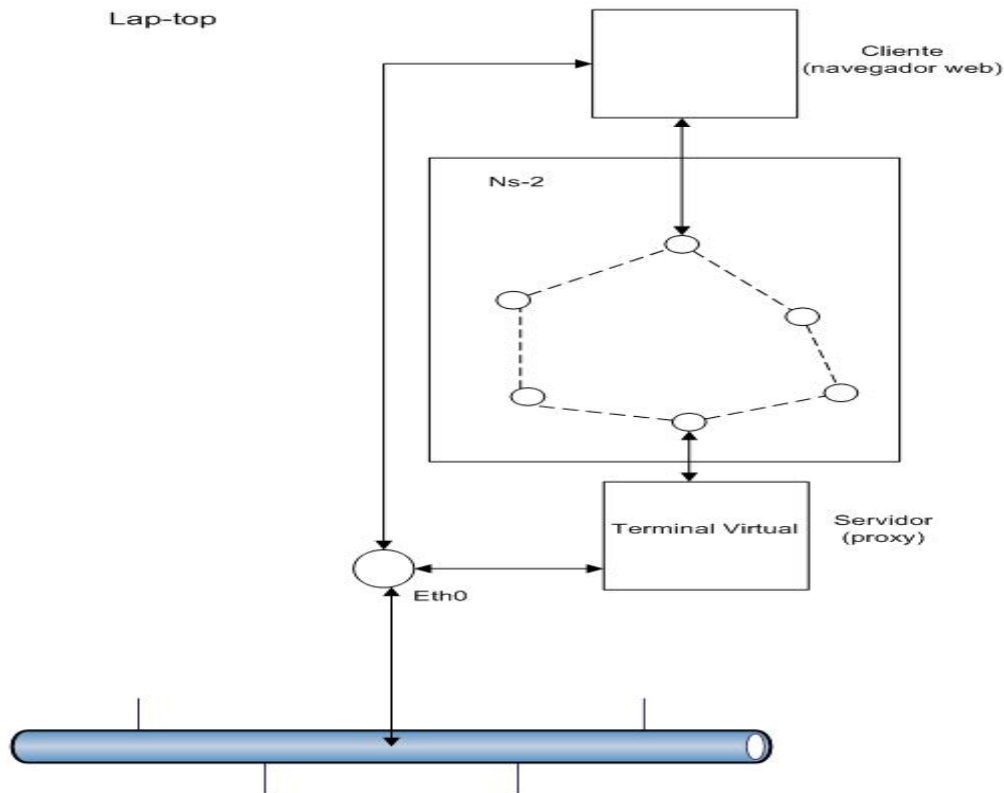 Lap-top
Cliente
(navegador web)
Ns-2
Terminal Virtual
Servidor
(proxy)
Eth0